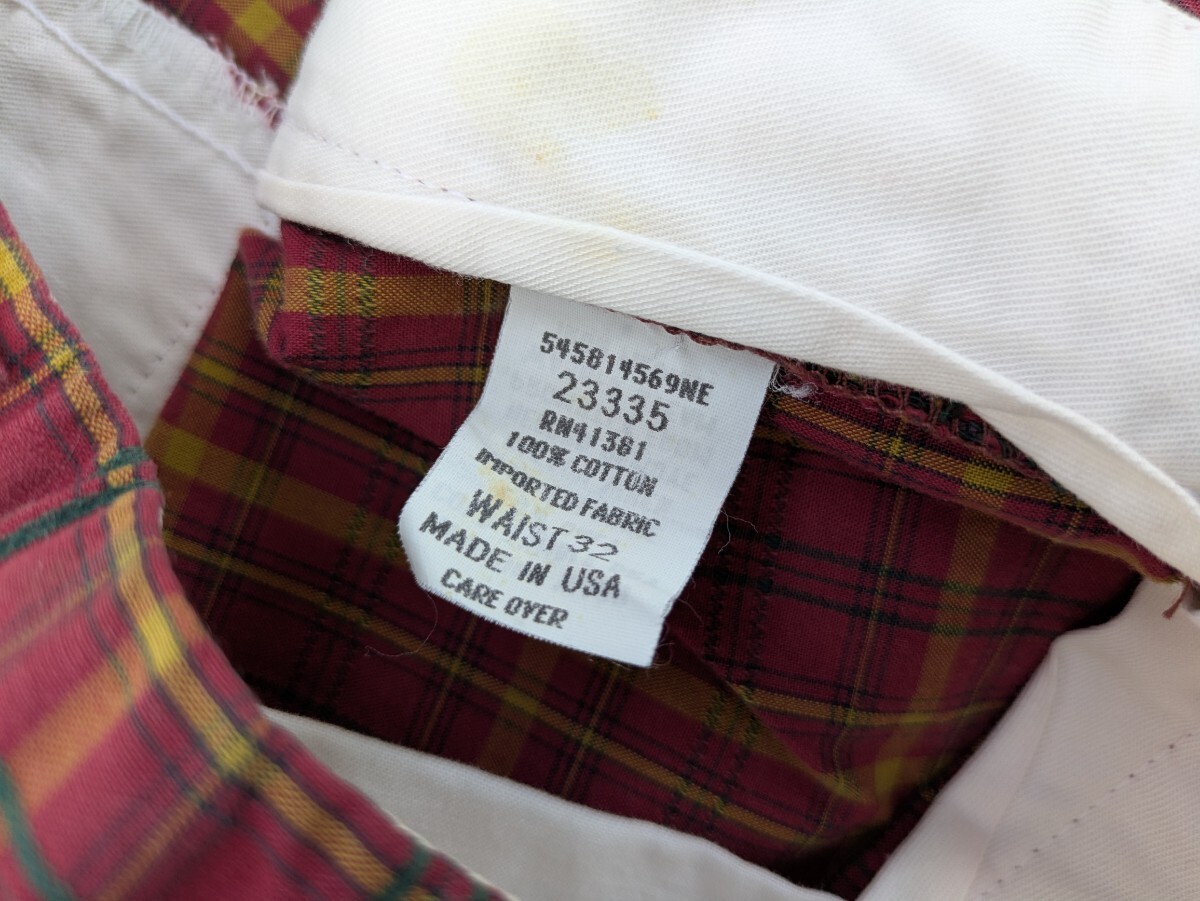 545814569NE
23335
RN41381
100% COTTON
IMPORTED FABRIC
WAIST 32
MADE IN USA
CARE OVER